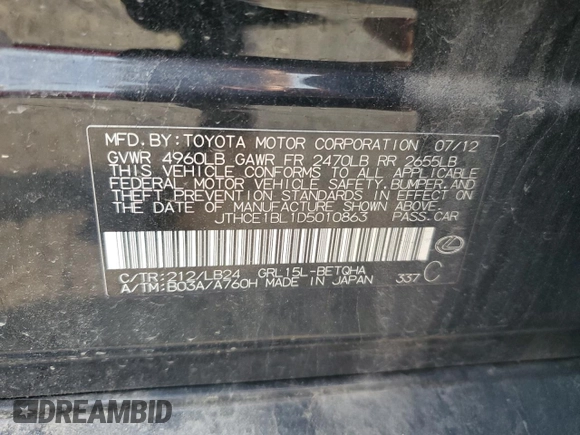 MFD. BY: TOYOTA MOTOR CORPORATION 07/12
GVWR 4960LB GAWR FR 2470LB RR 2655LB
THIS VEHICLE CONFORMS TO ALL APPLICABLE
FEDERAL MOTOR VEHICLE SAFETY, BUMPER, AND
THEFT PREVENTION STANDARDS IN EFFECT ON
THE DATE OF MANUFACTURE SHOWN ABOVE.
JTHCE1BL1D5010863 PASS. CAR
C/TR: 212/LB24 GRL15L-BETQHA
A/TM: B03A/A760H MADE IN JAPAN 337 C
DREAMBID